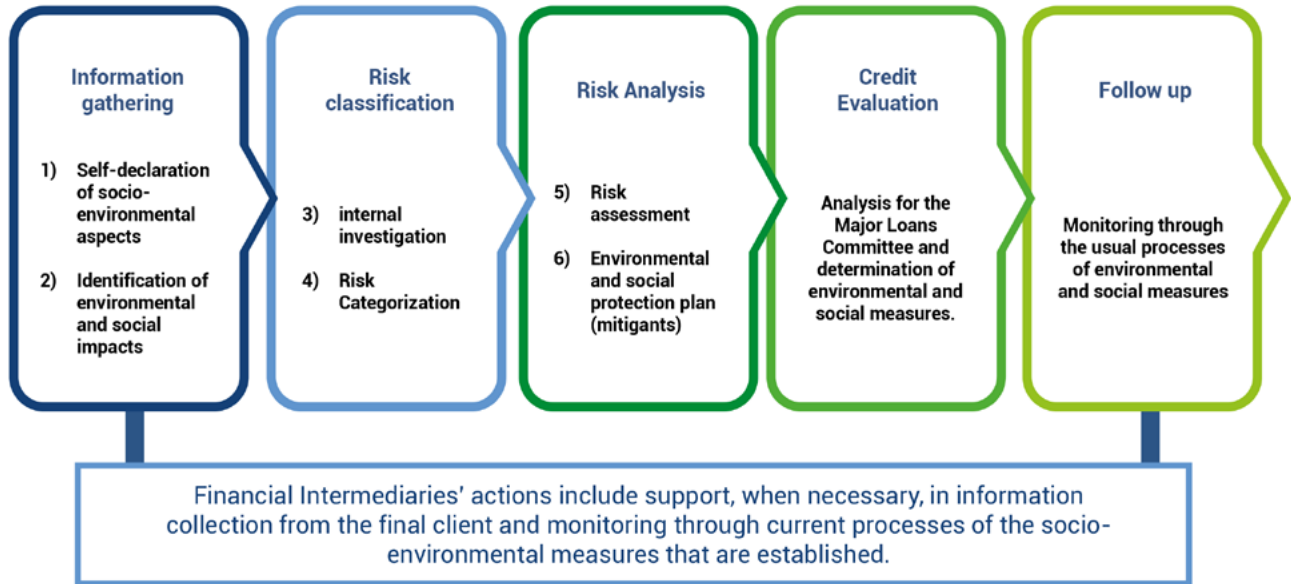 Information
gathering
1) Self-declaration
of socio-
environmental
aspects
2) Identification of
environmental
and social
impacts
Risk
classification
3) internal
investigation
4) Risk
Categorization
Risk Analysis
5) Risk
assessment
6) Environmental
and social
protection plan
(mitigants)
Credit
Evaluation
Analysis for the
Major Loans
Committee and
determination of
environmental and
social measures.
Follow up
Monitoring through
the usual processes
of environmental
and social measures
Financial Intermediaries' actions include support, when necessary, in information
collection from the final client and monitoring through current processes of the socio-
environmental measures that are established.